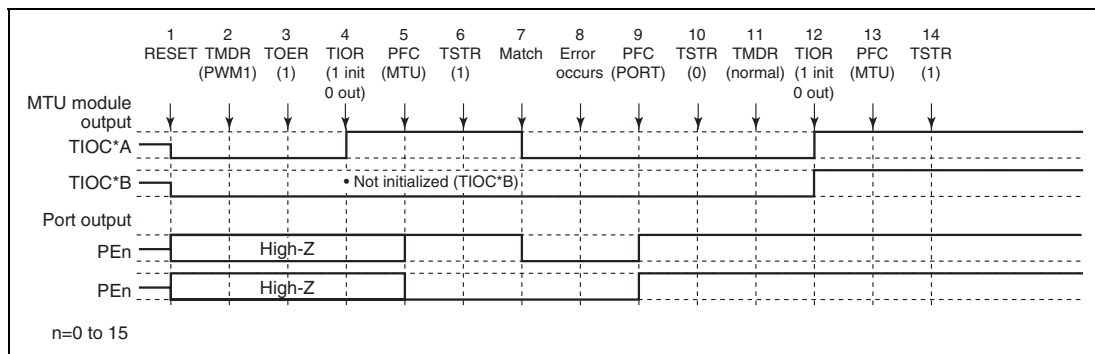 1 2 3 4 5 6 7 8 9 10 11 12 13 14
RESET TMDR TOER TIOR PFC TSTR Match Error PFC TSTR TMDR TIOR PFC TSTR
(PWM1) (1) (1 init (MTU) (1) occurs (PORT) (0) (normal) (1 init (MTU) (1)
0 out) 0 out)
MTU module
output
TIOC*A
TIOC*B • Not initialized (TIOC*B)
Port output
PEn High-Z
PEn High-Z
n=0 to 15